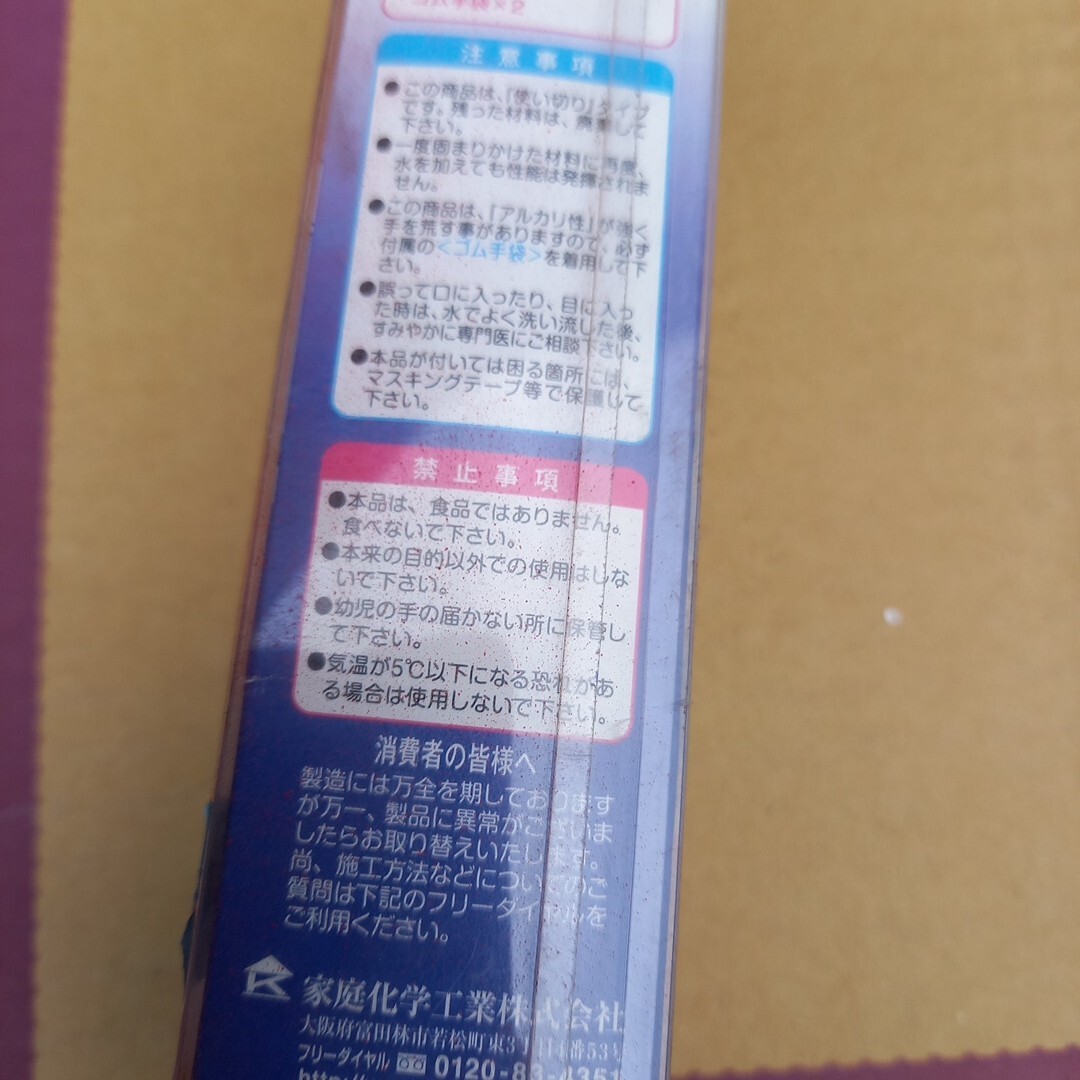 ゴム手袋×2
注意事項
●この商品は、「使い切り」タイプ
です。残った材料は、廃棄して
下さい。
●一度固まりかけた材料に再度、
水を加えても性能は発揮されま
せん。
●この商品は、「アルカリ性」が強く
手を荒す事がありますので、必ず
付属の<ゴム手袋>を着用して下
さい。
●誤って口に入ったり、目に入っ
た時は、水でよく洗い流した後、
すみやかに専門医にご相談下さい。
●本品が付いては困る箇所には、
マスキングテープ等で保護して
下さい。
禁止事項
●本品は、食品ではありません。
食べないで下さい。
●本来の目的以外での使用はしな
いで下さい。
●幼児の手の届かない所に保管し
て下さい。
●気温が5℃以下になる恐れがあ
る場合は使用しないで下さい。
消費者の皆様へ
製造には万全を期しております
が万一、製品に異常がございま
したらお取り替えいたします。
尚、施工方法などについてのご
質問は下記のフリーダイヤルを
ご利用ください。
家庭化学工業株式会社
大阪府富田林市若松町東3丁目4番53号
フリーダイヤル 0120-83-4351